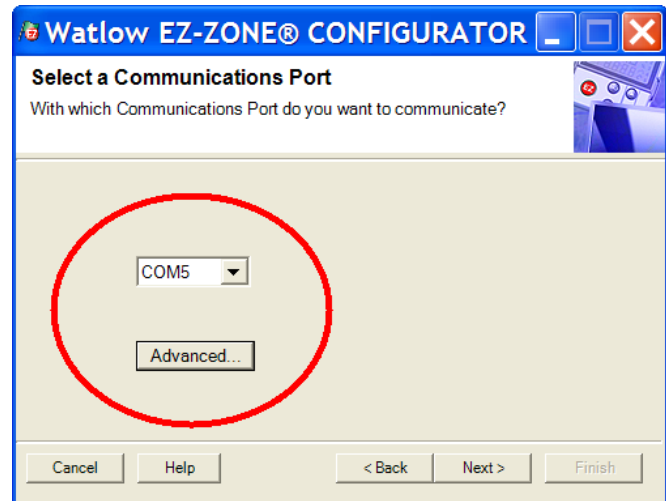 Watlow EZ-ZONE® CONFIGURATOR
Select a Communications Port
With which Communications Port do you want to communicate?
COM5
Advanced...
Cancel Help < Back Next > Finish